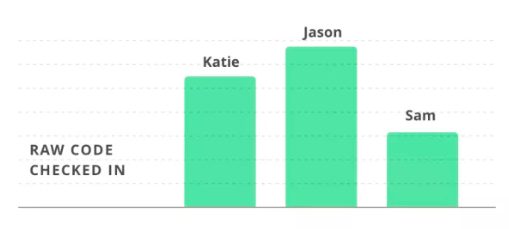 Jason
Katie
Sam
RAW CODE
CHECKED IN